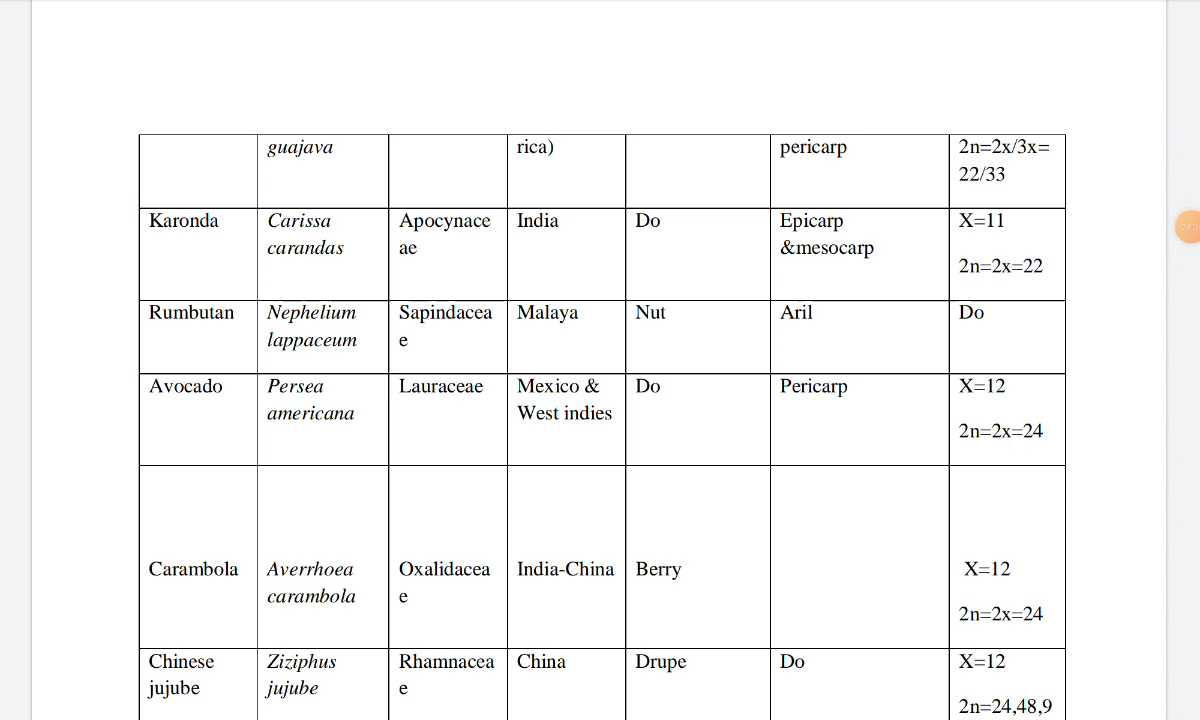 guajava rica) pericarp 2n=2x/3x=
22/33
Karonda Carissa Apocynace India Do Epicarp X=11
carandas ae &mesocarp
2n=2x=22
Rumbutan Nephelium Sapindacea Malaya Nut Aril Do
lappaceum e
Avocado Persea Lauraceae Mexico & Do Pericarp X=12
americana West indies
2n=2x=24
Carambola Averrhoea Oxalidacea India-China Berry X=12
carambola e
2n=2x=24
Chinese Ziziphus Rhamnacea China Drupe Do X=12
jujube jujube e
2n=24,48,9